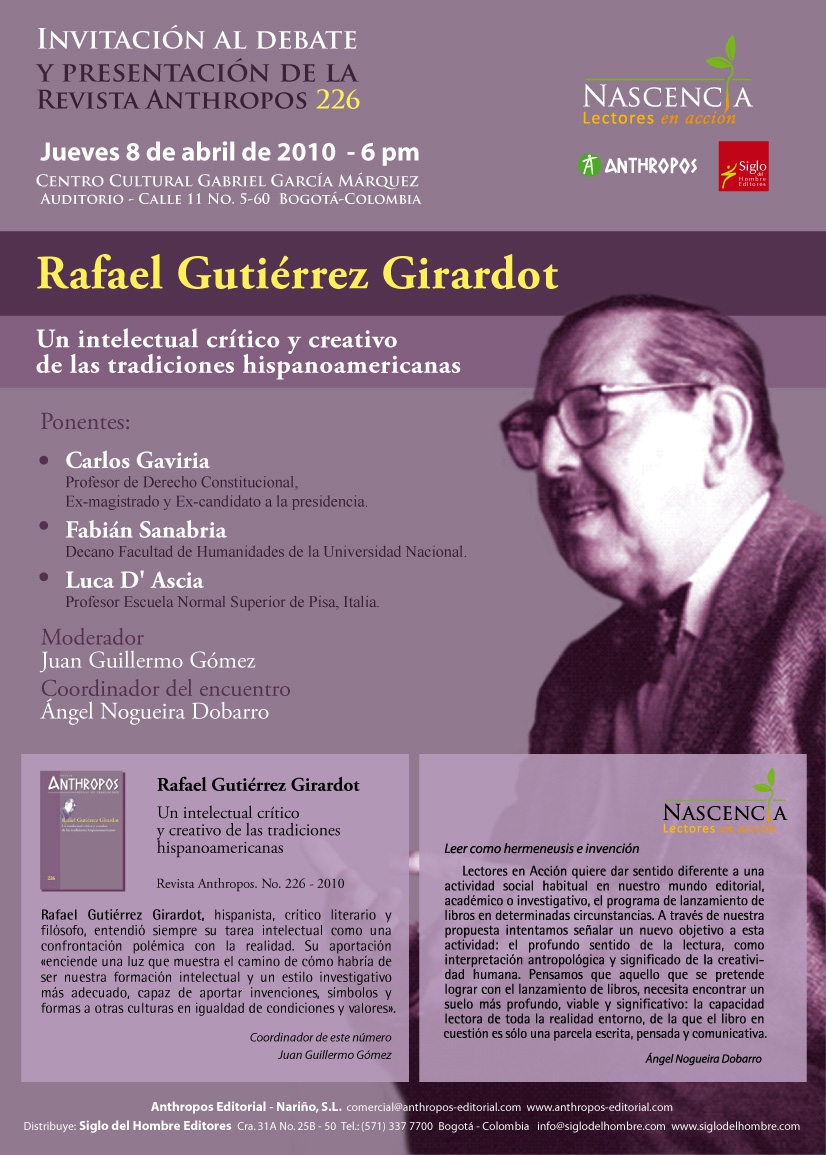 INVITACIÓN AL DEBATE
Y PRESENTACIÓN DE LA
REVISTA ANTHROPOS 226
Jueves 8 de abril de 2010 - 6 pm
CENTRO CULTURAL GABRIEL GARCÍA MÁRQUEZ
AUDITORIO - CALLE 11 NO. 5-60 BOGOTÁ-COLOMBIA
NASCENCIA
Lectores en acción
ANTHROPOS
Siglo
del
Hombre
Editores
Rafael Gutiérrez Girardot
Un intelectual crítico y creativo
de las tradiciones hispanoamericanas
Ponentes:
• Carlos Gaviria
Profesor de Derecho Constitucional,
Ex-magistrado y Ex-candidato a la presidencia.
• Fabián Sanabria
Decano Facultad de Humanidades de la Universidad Nacional.
• Luca D' Ascia
Profesor Escuela Normal Superior de Pisa, Italia.
Moderador
Juan Guillermo Gómez
Coordinador del encuentro
Ángel Nogueira Dobarro
ANTHROPOS
Rafael Gutiérrez Girardot
226
Rafael Gutiérrez Girardot
Un intelectual crítico
y creativo de las tradiciones
hispanoamericanas
Revista Anthropos. No. 226 - 2010
Rafael Gutiérrez Girardot, hispanista, crítico literario y
filósofo, entendió siempre su tarea intelectual como una
confrontación polémica con la realidad. Su aportación
«enciende una luz que muestra el camino de cómo habría de
ser nuestra formación intelectual y un estilo investigativo
más adecuado, capaz de aportar invenciones, símbolos y
formas a otras culturas en igualdad de condiciones y valores».
Coordinador de este número
Juan Guillermo Gómez
NASCENCIA
Lectores en acción
Leer como hermeneusis e invención
Lectores en Acción quiere dar sentido diferente a una
actividad social habitual en nuestro mundo editorial,
académico o investigativo, el programa de lanzamiento de
libros en determinadas circunstancias. A través de nuestra
propuesta intentamos señalar un nuevo objetivo a esta
actividad: el profundo sentido de la lectura, como
interpretación antropológica y significado de la creativi-
dad humana. Pensamos que aquello que se pretende
lograr con el lanzamiento de libros, necesita encontrar un
suelo más profundo, viable y significativo: la capacidad
lectora de toda la realidad entorno, de la que el libro en
cuestión es sólo una parcela escrita, pensada y comunicativa.
Ángel Nogueira Dobarro
Anthropos Editorial - Nariño, S.L. comercial@anthropos-editorial.com www.anthropos-editorial.com
Distribuye: Siglo del Hombre Editores Cra. 31A No. 25B - 50 Tel.: (571) 337 7700 Bogotá - Colombia info@siglodelhombre.com www.siglodelhombre.com